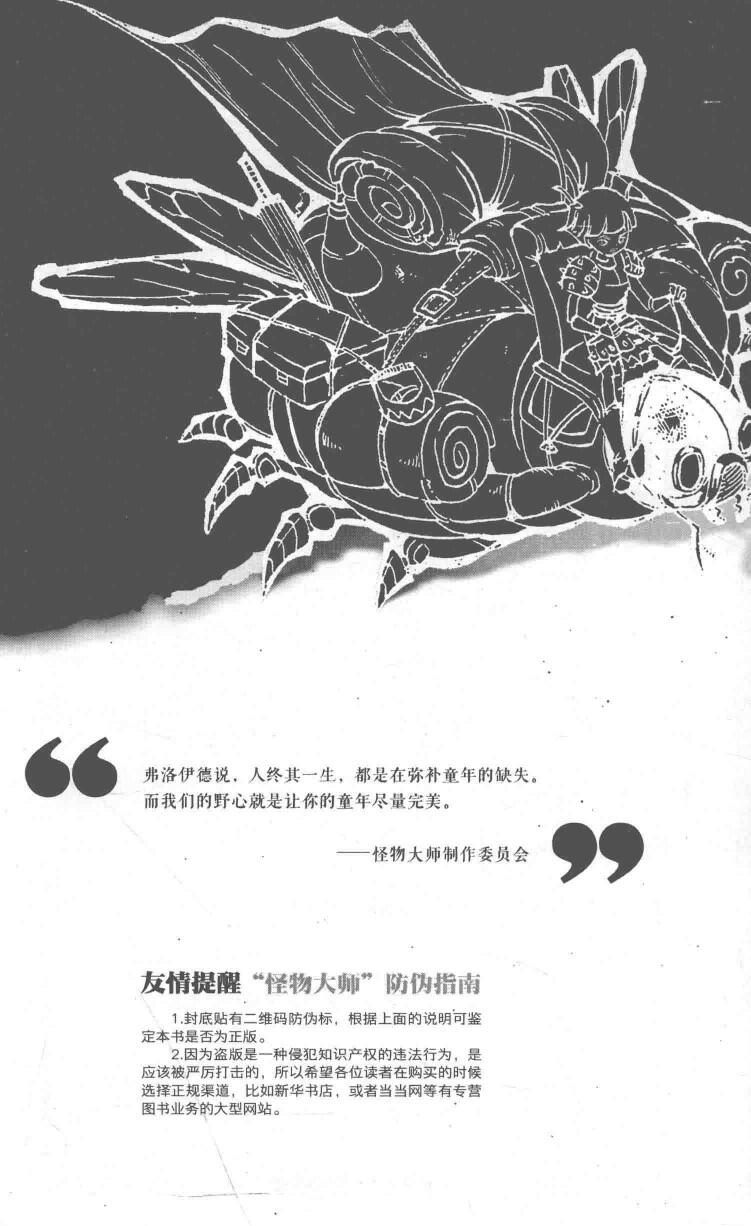 弗洛伊德说，人终其一生，都是在弥补童年的缺失。
而我们的野心就是让你的童年尽量完美。
——怪物大师制作委员会
友情提醒“怪物大师”防伪指南
1.封底贴有二维码防伪标，根据上面的说明可鉴
定本书是否为正版。
2.因为盗版是一种侵犯知识产权的违法行为，是
应该被严厉打击的，所以希望各位读者在购买的时候
选择正规渠道，比如新华书店，或者当当网等有专营
图书业务的大型网站。